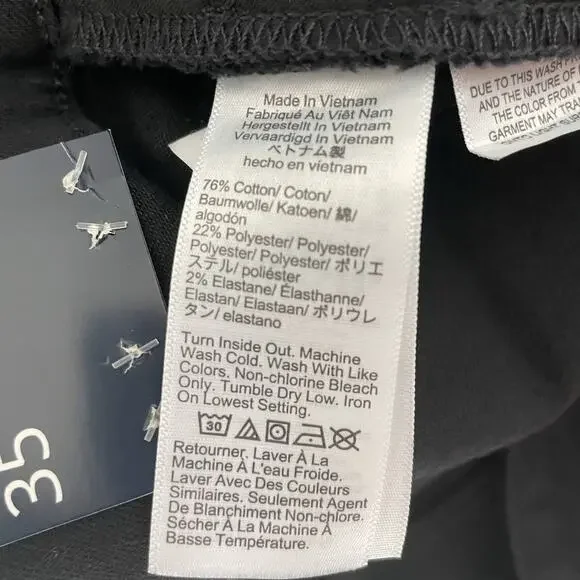 Made In Vietnam
Fabriqué Au Viêt Nam
Hergestellt In Vietnam
Vervaardigd In Vietnam
ベトナム製
hecho en vietnam
76% Cotton/ Coton/
Baumwolle/ Katoen/ 綿/
algodón
22% Polyester/ Polyester/
Polyester/ Polyester/ ポリエ
ステル/ poliéster
2% Elastane/ Élasthanne/
Elastan/ Elastaan/ ポリウレ
タン/ elastano
Turn Inside Out. Machine
Wash Cold. Wash With Like
Colors. Non-chlorine Bleach
Only. Tumble Dry Low. Iron
On Lowest Setting.
30
Retourner. Laver À La
Machine À L'eau Froide.
Laver Avec Des Couleurs
Similaires. Seulement Agent
De Blanchiment Non-chlore.
Sécher À La Machine À
Basse Température.
DUE TO THIS WASH
AND THE NATURE OF
THE COLOR FROM
GARMENT MAY
35